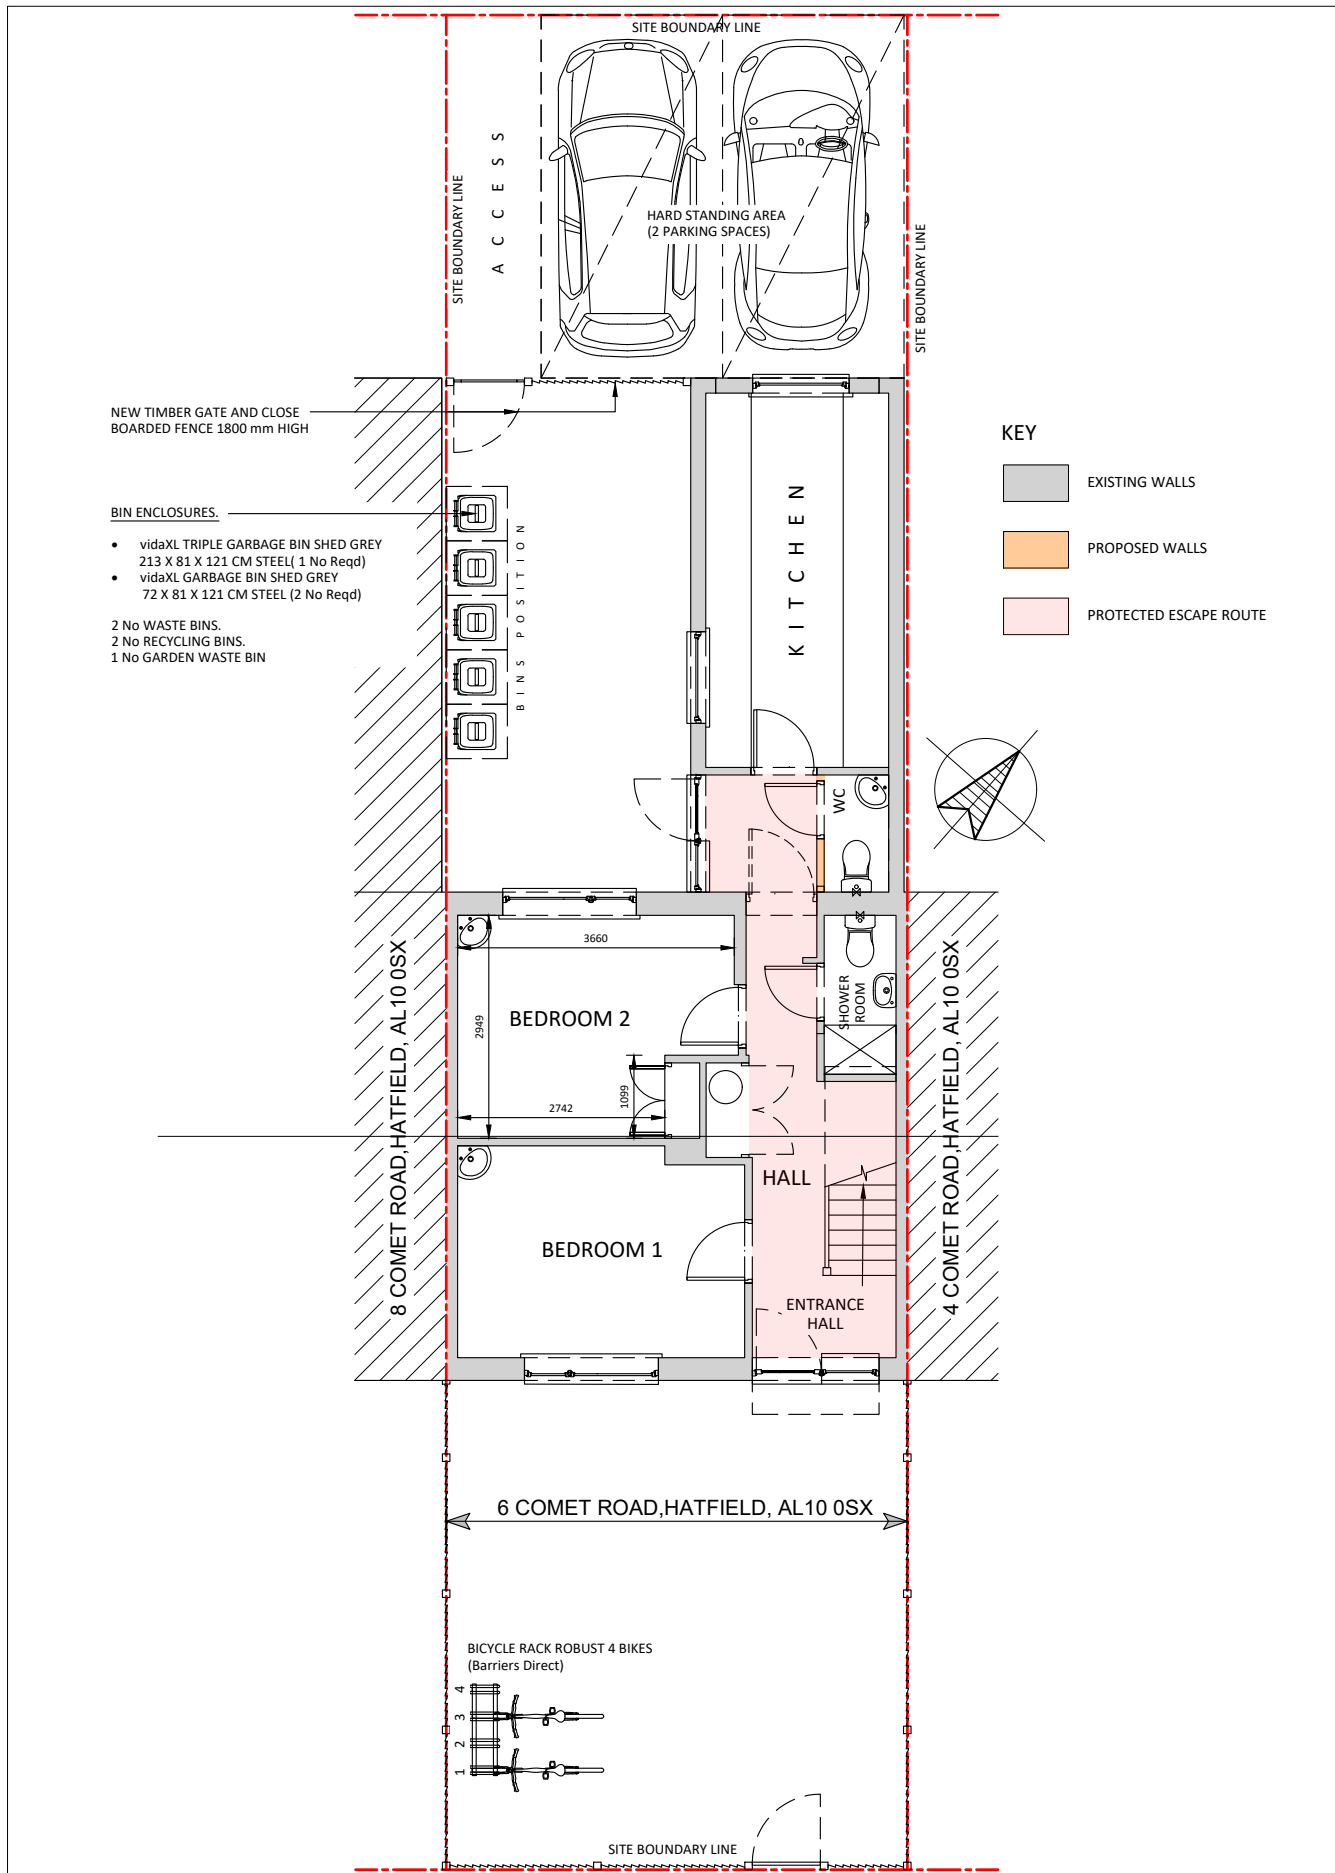 SITE BOUNDARY LINE
SITE BOUNDARY LINE
ACCESS
HARD STANDING AREA
(2 PARKING SPACES)
SITE BOUNDARY LINE
NEW TIMBER GATE AND CLOSE
BOARDED FENCE 1800 mm HIGH
BIN ENCLOSURES.
• vidaXL TRIPLE GARBAGE BIN SHED GREY
213 X 81 X 121 CM STEEL( 1 No Reqd)
• vidaXL GARBAGE BIN SHED GREY
72 X 81 X 121 CM STEEL (2 No Reqd)
2 No WASTE BINS.
2 No RECYCLING BINS.
1 No GARDEN WASTE BIN
BINS POSITION
KITCHEN
KEY
EXISTING WALLS
PROPOSED WALLS
PROTECTED ESCAPE ROUTE
WC
3660
2949
BEDROOM 2
SHOWER
ROOM
2742
1099
8 COMET ROAD,HATFIELD, AL10 0SX
4 COMET ROAD,HATFIELD, AL10 0SX
HALL
BEDROOM 1
ENTRANCE
HALL
6 COMET ROAD,HATFIELD, AL10 0SX
BICYCLE RACK ROBUST 4 BIKES
(Barriers Direct)
4
3
2
1
SITE BOUNDARY LINE